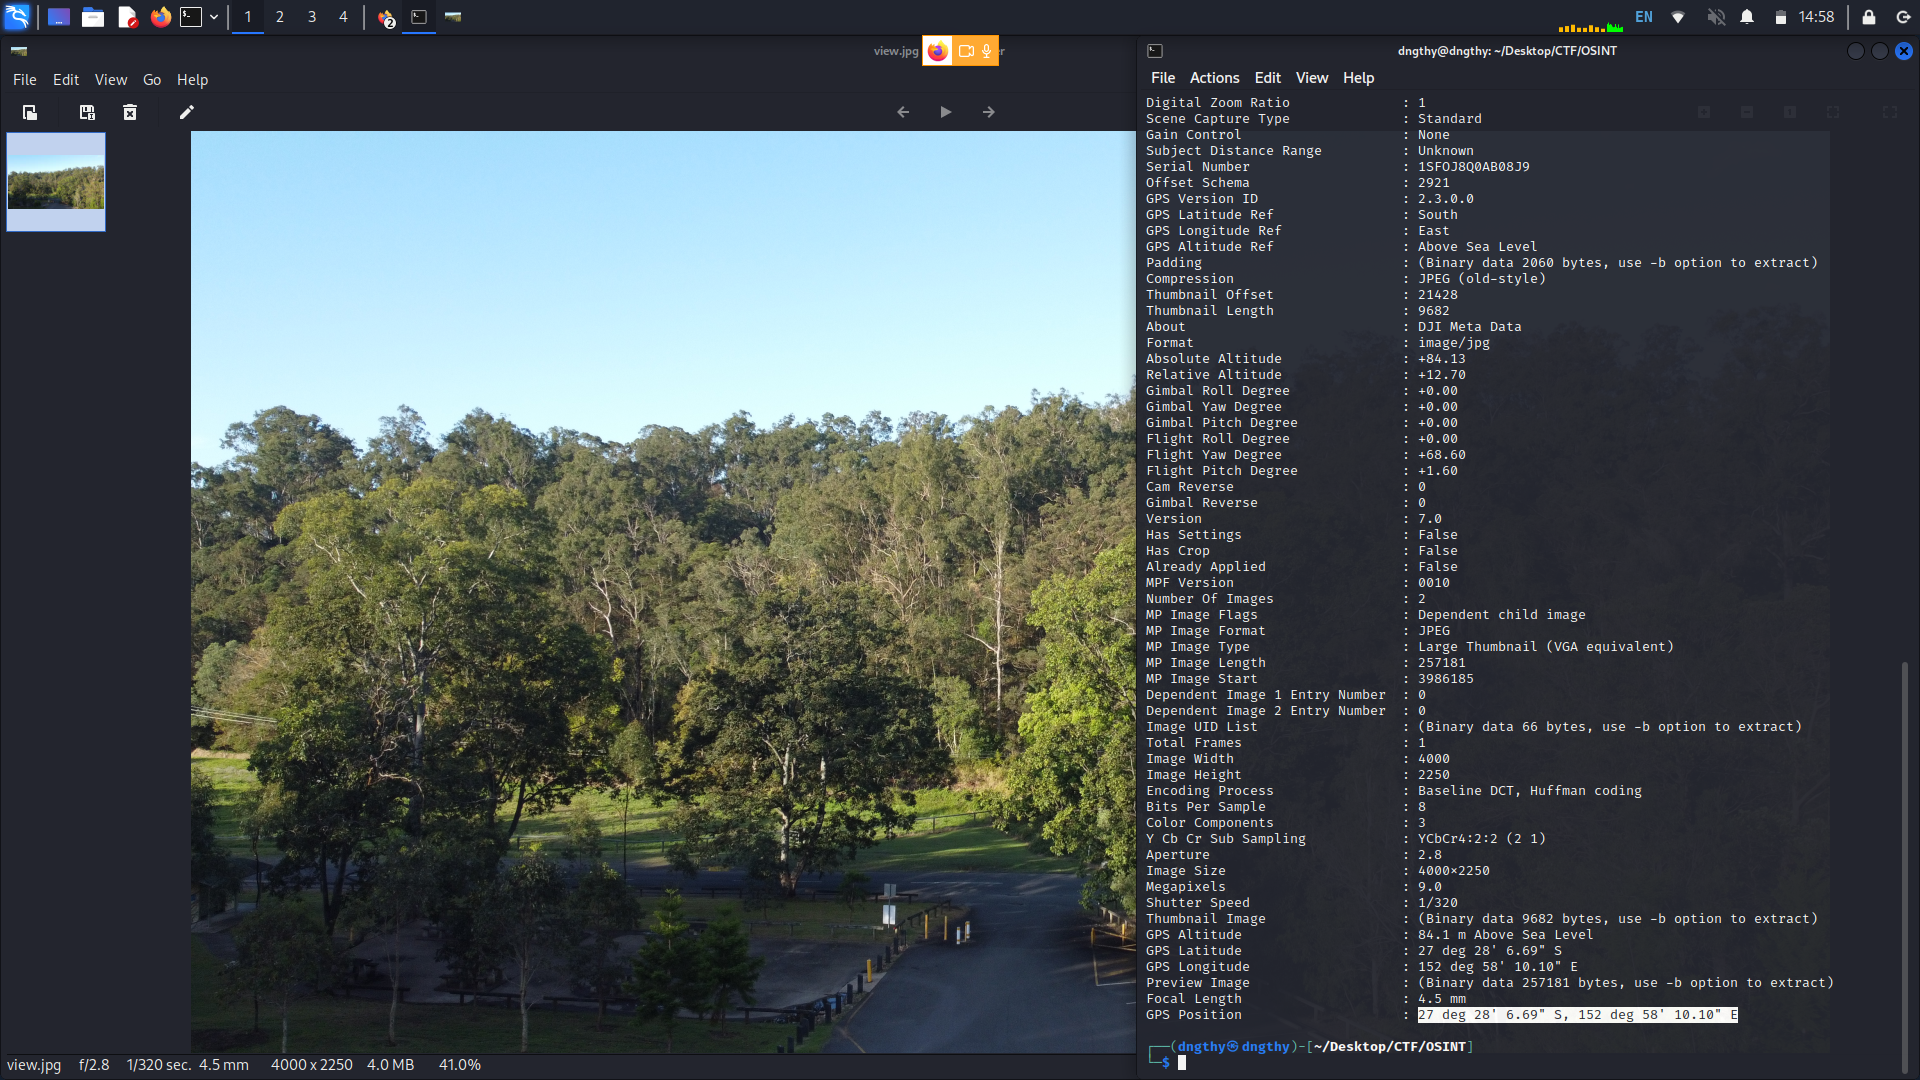 1
2
3
4
2
EN
14:58
view.jpg
er
File Edit View Go Help
view.jpg f/2.8 1/320 sec. 4.5 mm 4000 x 2250 4.0 MB 41.0%
dngthy@dngthy: ~/Desktop/CTF/OSINT
File Actions Edit View Help
Digital Zoom Ratio : 1
Scene Capture Type : Standard
Gain Control : None
Subject Distance Range : Unknown
Serial Number : 1SFOJ8Q0AB08J9
Offset Schema : 2921
GPS Version ID : 2.3.0.0
GPS Latitude Ref : South
GPS Longitude Ref : East
GPS Altitude Ref : Above Sea Level
Padding : (Binary data 2060 bytes, use -b option to extract)
Compression : JPEG (old-style)
Thumbnail Offset : 21428
Thumbnail Length : 9682
About : DJI Meta Data
Format : image/jpg
Absolute Altitude : +84.13
Relative Altitude : +12.70
Gimbal Roll Degree : +0.00
Gimbal Yaw Degree : +0.00
Gimbal Pitch Degree : +0.00
Flight Roll Degree : +0.00
Flight Yaw Degree : +68.60
Flight Pitch Degree : +1.60
Cam Reverse : 0
Gimbal Reverse : 0
Version : 7.0
Has Settings : False
Has Crop : False
Already Applied : False
MPF Version : 0010
Number Of Images : 2
MP Image Flags : Dependent child image
MP Image Format : JPEG
MP Image Type : Large Thumbnail (VGA equivalent)
MP Image Length : 257181
MP Image Start : 3986185
Dependent Image 1 Entry Number : 0
Dependent Image 2 Entry Number : 0
Image UID List : (Binary data 66 bytes, use -b option to extract)
Total Frames : 1
Image Width : 4000
Image Height : 2250
Encoding Process : Baseline DCT, Huffman coding
Bits Per Sample : 8
Color Components : 3
Y Cb Cr Sub Sampling : YCbCr4:2:2 (2 1)
Aperture : 2.8
Image Size : 4000×2250
Megapixels : 9.0
Shutter Speed : 1/320
Thumbnail Image : (Binary data 9682 bytes, use -b option to extract)
GPS Altitude : 84.1 m Above Sea Level
GPS Latitude : 27 deg 28' 6.69" S
GPS Longitude : 152 deg 58' 10.10" E
Preview Image : (Binary data 257181 bytes, use -b option to extract)
Focal Length : 4.5 mm
GPS Position : 27 deg 28' 6.69" S, 152 deg 58' 10.10" E
┌──(dngthy㉿dngthy)-[~/Desktop/CTF/OSINT]
└─$